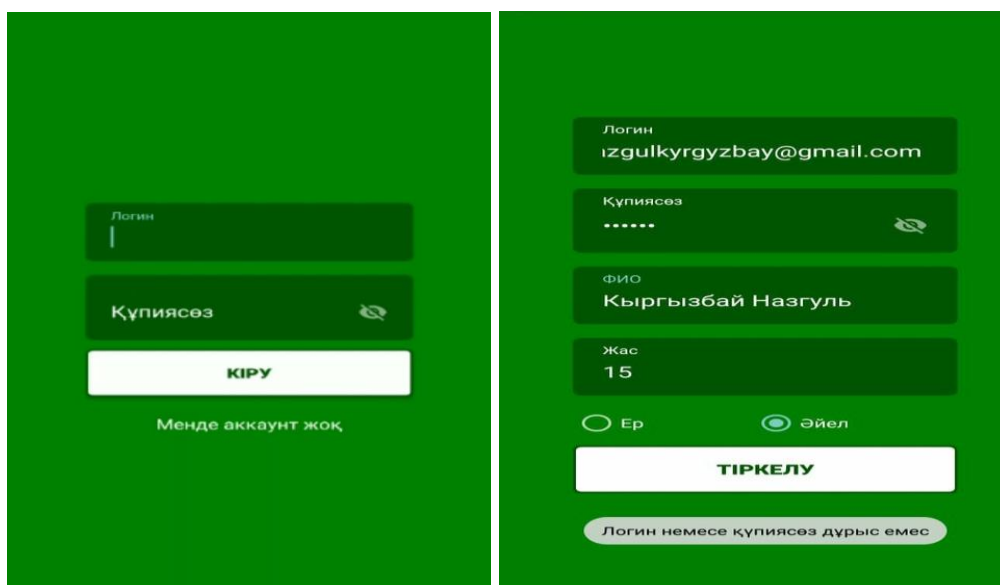 Логин
Құпиясөз
КІРУ
Менде аккаунт жоқ
Логин
zgulkyrgyzbay@gmail.com
Құпиясөз
••••••
ФИО
Кыргызбай Назгуль
Жас
15
Ер
Әйел
ТІРКЕЛУ
Логин немесе құпиясөз дұрыс емес